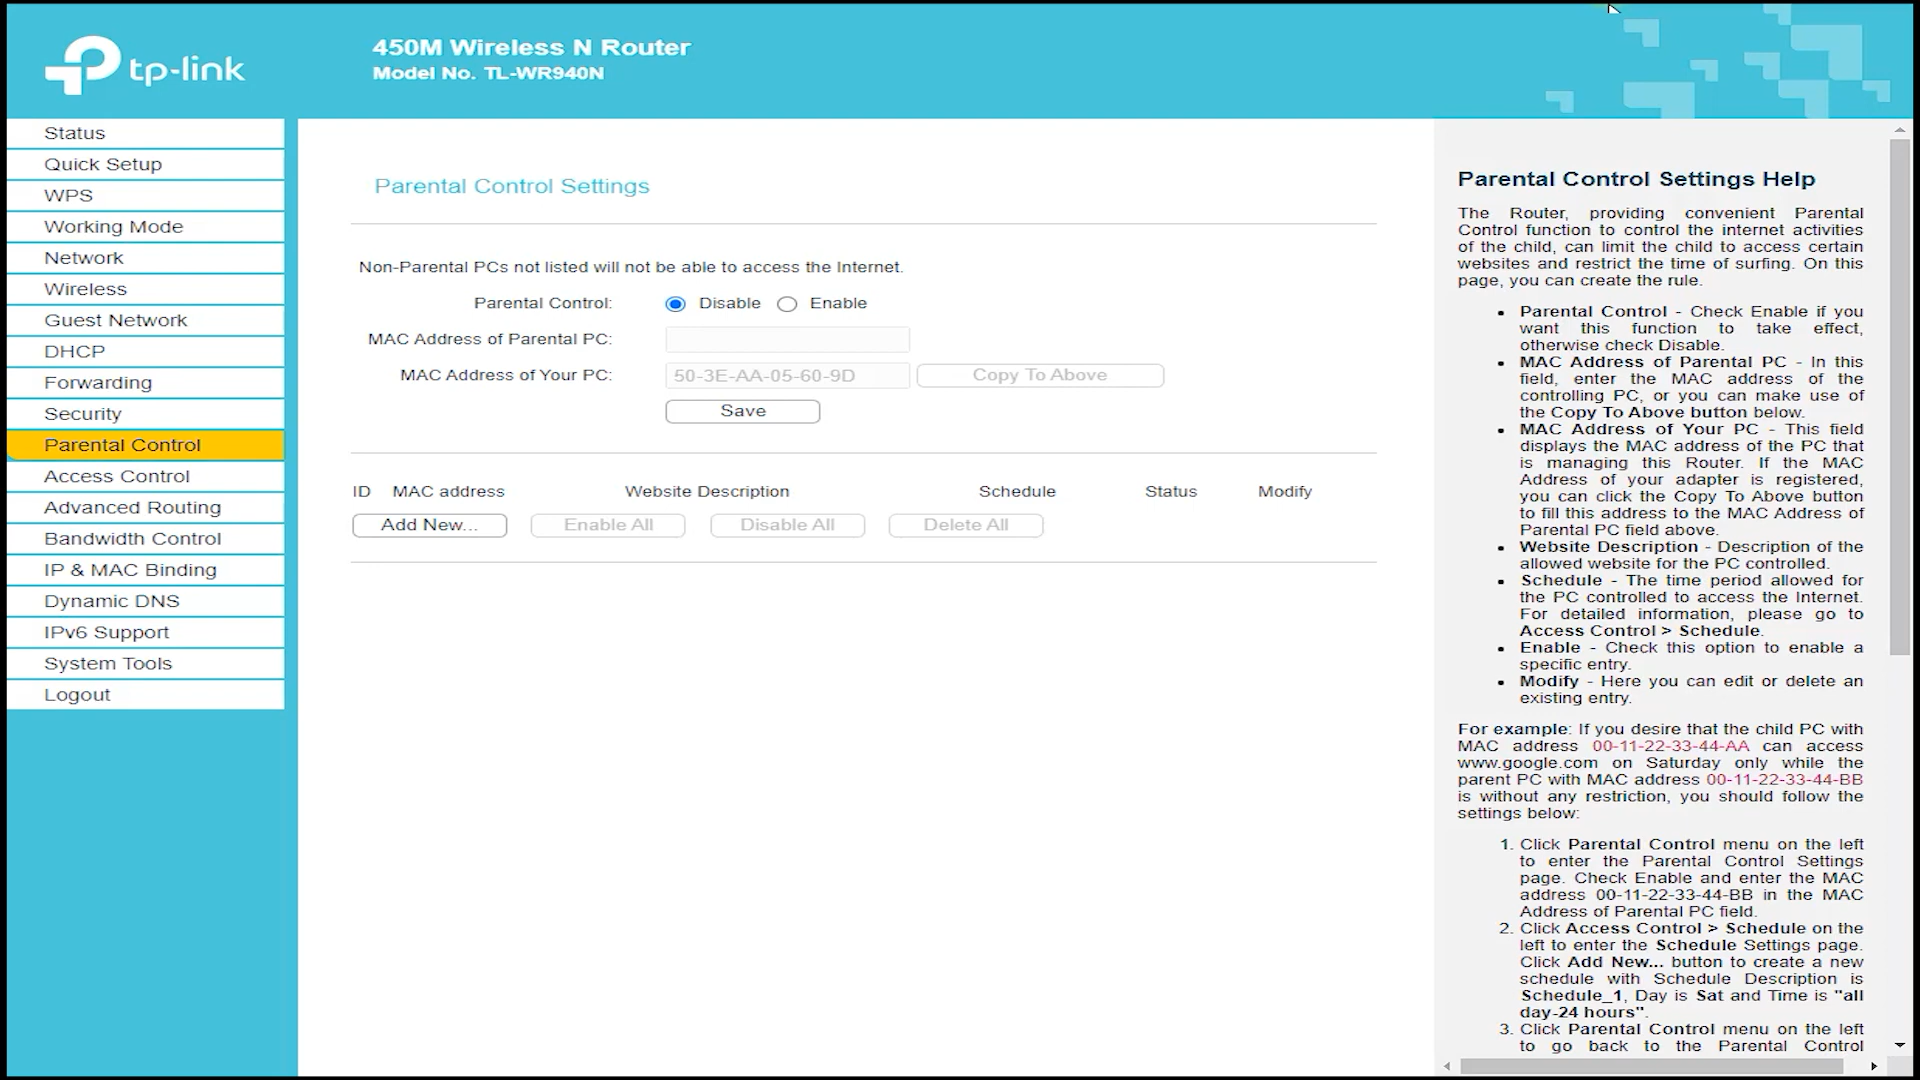 tp-link
450M Wireless N Router
Model No. TL-WR940N
Status
Quick Setup
WPS
Working Mode
Network
Wireless
Guest Network
DHCP
Forwarding
Security
Parental Control
Access Control
Advanced Routing
Bandwidth Control
IP & MAC Binding
Dynamic DNS
IPv6 Support
System Tools
Logout
Parental Control Settings
Non-Parental PCs not listed will not be able to access the Internet.
Parental Control: Disable Enable
MAC Address of Parental PC:
MAC Address of Your PC: 50-3E-AA-05-60-9D Copy To Above
Save
ID MAC address Website Description Schedule Status Modify
Add New... Enable All Disable All Delete All
Parental Control Settings Help
The Router, providing convenient Parental
Control function to control the internet activities
of the child, can limit the child to access certain
websites and restrict the time of surfing. On this
page, you can create the rule.
• Parental Control - Check Enable if you
want this function to take effect,
otherwise check Disable.
• MAC Address of Parental PC - In this
field, enter the MAC address of the
controlling PC, or you can make use of
the Copy To Above button below.
• MAC Address of Your PC - This field
displays the MAC address of the PC that
is managing this Router. If the MAC
Address of your adapter is registered,
you can click the Copy To Above button
to fill this address to the MAC Address of
Parental PC field above.
• Website Description - Description of the
allowed website for the PC controlled.
• Schedule - The time period allowed for
the PC controlled to access the Internet.
For detailed information, please go to
Access Control > Schedule.
• Enable - Check this option to enable a
specific entry.
• Modify - Here you can edit or delete an
existing entry.
For example: If you desire that the child PC with
MAC address 00-11-22-33-44-AA can access
www.google.com on Saturday only while the
parent PC with MAC address 00-11-22-33-44-BB
is without any restriction, you should follow the
settings below:
1. Click Parental Control menu on the left
to enter the Parental Control Settings
page. Check Enable and enter the MAC
address 00-11-22-33-44-BB in the MAC
Address of Parental PC field.
2. Click Access Control > Schedule on the
left to enter the Schedule Settings page.
Click Add New... button to create a new
schedule with Schedule Description is
Schedule_1, Day is Sat and Time is "all
day-24 hours".
3. Click Parental Control menu on the left
to go back to the Parental Control